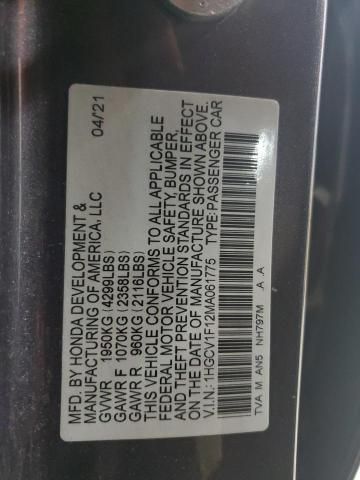 MFD. BY HONDA DEVELOPMENT &
MANUFACTURING OF AMERICA, LLC 04/21
GVWR 1950KG (4299LBS)
GAWR F 1070KG (2358LBS)
GAWR R 960KG (2116LBS)
THIS VEHICLE CONFORMS TO ALL APPLICABLE
FEDERAL MOTOR VEHICLE SAFETY, BUMPER,
AND THEFT PREVENTION STANDARDS IN EFFECT
ON THE DATE OF MANUFACTURE SHOWN ABOVE.
V.I.N.: 1HGCV1F12MA061775 TYPE: PASSENGER CAR
TVA M AN5 NH797M A .A